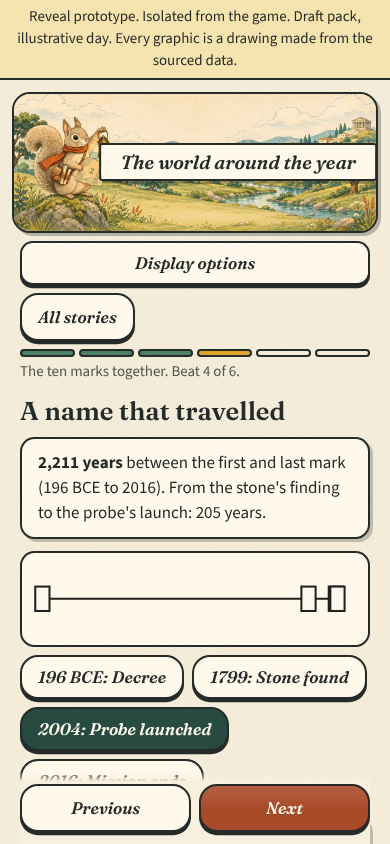 Reveal prototype. Isolated from the game. Draft pack,
illustrative day. Every graphic is a drawing made from the
sourced data.
The world around the year
Display options
All stories
The ten marks together. Beat 4 of 6.
A name that travelled
2,211 years between the first and last mark
(196 BCE to 2016). From the stone's finding
to the probe's launch: 205 years.
196 BCE: Decree
1799: Stone found
2004: Probe launched
2016: Mission ends
Previous
Next